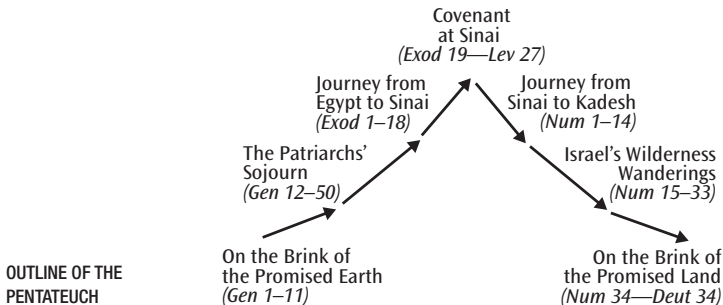 Covenant
at Sinai
(Exod 19—Lev 27)
Journey from
Egypt to Sinai
(Exod 1–18)
Journey from
Sinai to Kadesh
(Num 1–14)
The Patriarchs’
Sojourn
(Gen 12–50)
Israel’s Wilderness
Wanderings
(Num 15–33)
On the Brink of
the Promised Earth
(Gen 1–11)
On the Brink of
the Promised Land
(Num 34—Deut 34)
OUTLINE OF THE
PENTATEUCH